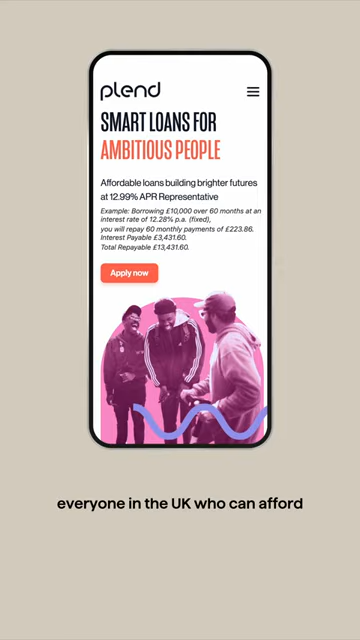 plend
SMART LOANS FOR
AMBITIOUS PEOPLE
Affordable loans building brighter futures
at 12.99% APR Representative
Example: Borrowing £10,000 over 60 months at an
interest rate of 12.28% p.a. (fixed),
you will repay 60 monthly payments of £223.86.
Interest Payable £3,431.60.
Total Repayable £13,431.60.
Apply now
everyone in the UK who can afford